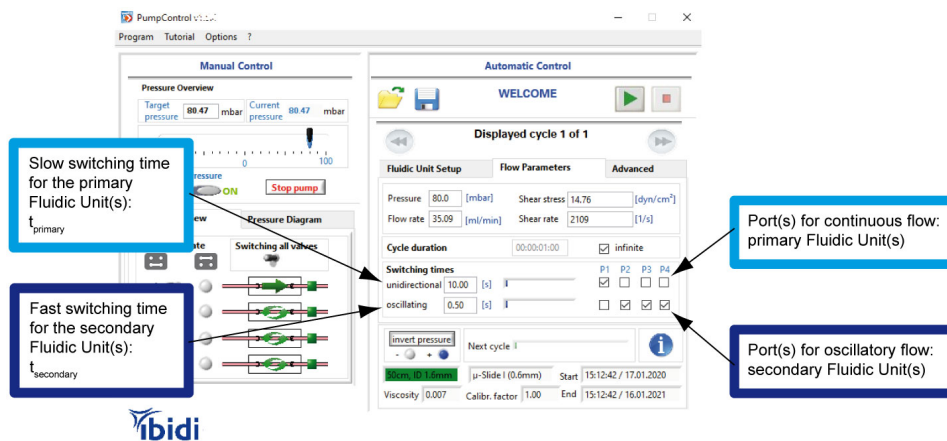 PumpControl
Program Tutorial Options ?
Manual Control
Pressure Overview
Target pressure 80.47 mbar Current pressure 80.47 mbar
0 100
ON Stop pump
Pressure Diagram
Switching all valves
Automatic Control
WELCOME
Displayed cycle 1 of 1
Fluidic Unit Setup Flow Parameters Advanced
Pressure 80.0 [mbar] Shear stress 14.76 [dyn/cm²]
Flow rate 35.09 [ml/min] Shear rate 2109 [1/s]
Cycle duration 00:00:01:00 infinite
Switching times P1 P2 P3 P4
unidirectional 10.00 [s]
oscillating 0.50 [s]
invert pressure
- +
Next cycle
i
50cm, ID 1.6mm µ-Slide I (0.6mm) Start 15:12:42 / 17.01.2020
Viscosity 0.007 Calibr. factor 1.00 End 15:12:42 / 16.01.2021
Slow switching time
for the primary
Fluidic Unit(s):
t primary
Fast switching time
for the secondary
Fluidic Unit(s):
t secondary
Port(s) for continuous flow:
primary Fluidic Unit(s)
Port(s) for oscillatory flow:
secondary Fluidic Unit(s)
ibidi